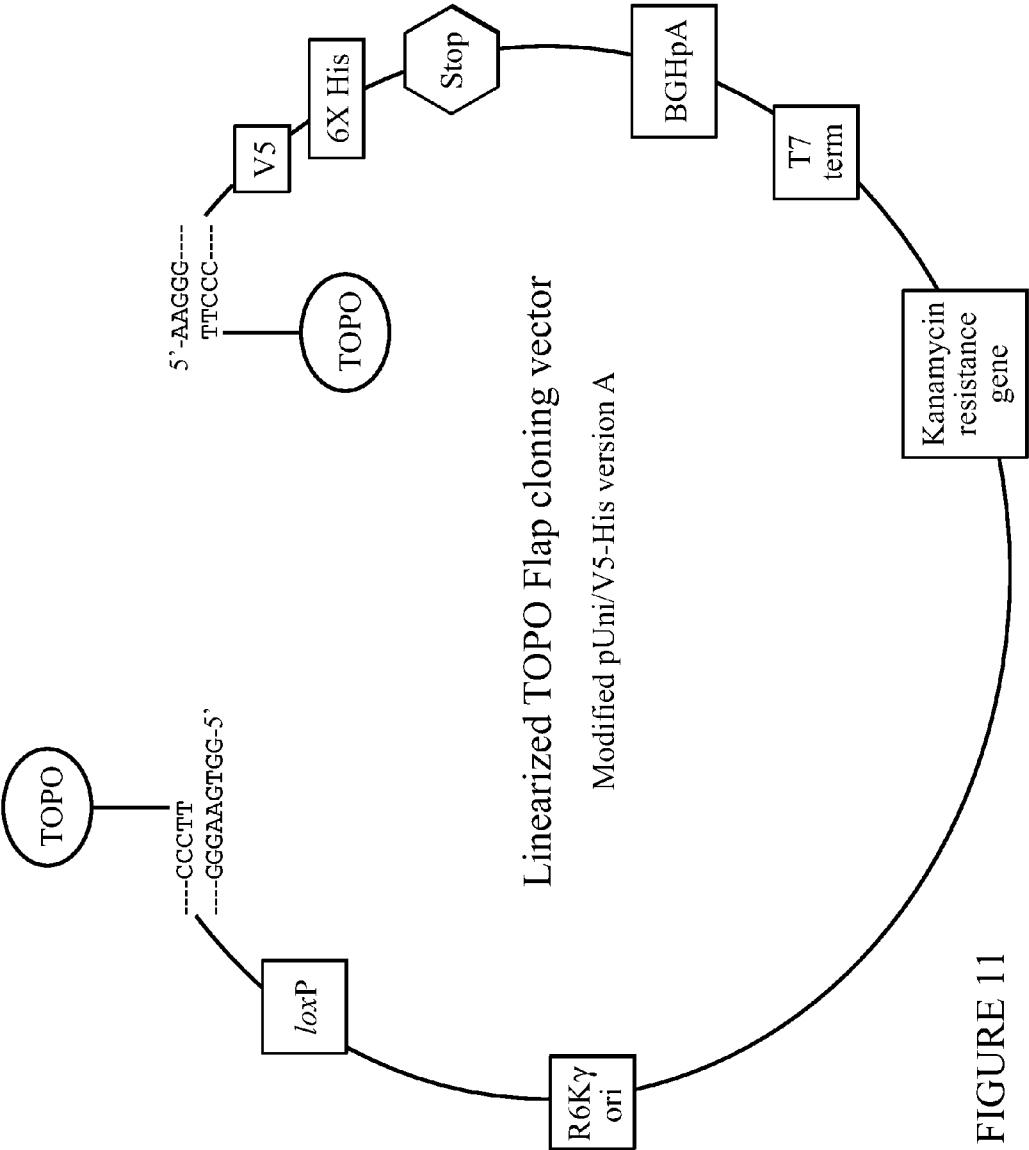 TOPO
----CCCTT
----GGGAAGTGG-5’
5’-AAGGG----
TTCCC----
TOPO
loxP
V5
6X His
Stop
R6Kγ
ori
BGHpA
T7
term
Kanamycin
resistance
gene
Linearized TOPO Flap cloning vector
Modified pUni/V5-His version A
FIGURE 11